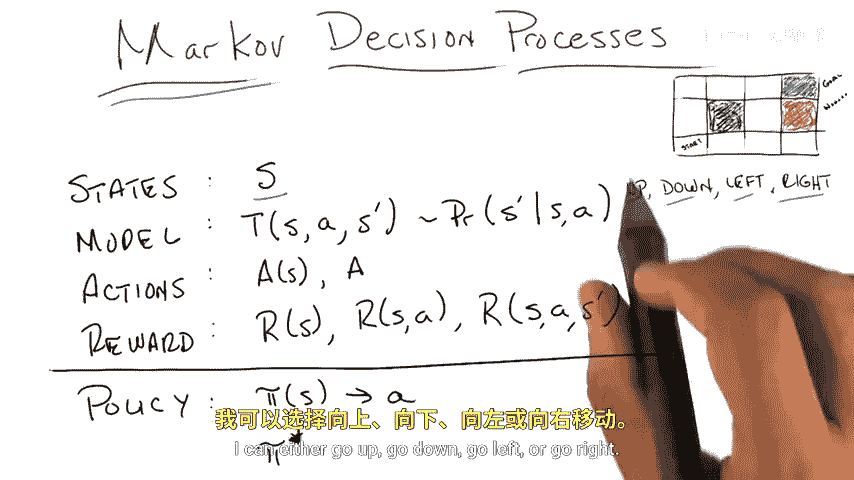 Markov Decision Processes
GOAL
START
STATES : S
UP, DOWN, LEFT, RIGHT
MODEL : T(s, a, s') ~ Pr(s' | s, a)
ACTIONS : A(s), A
REWARD : R(s), R(s,a), R(s,a,s')
POLICY : π(s) → a
我可以选择向上、向下、向左或向右移动。
π*
I can either go up, go down, go left, or go right.